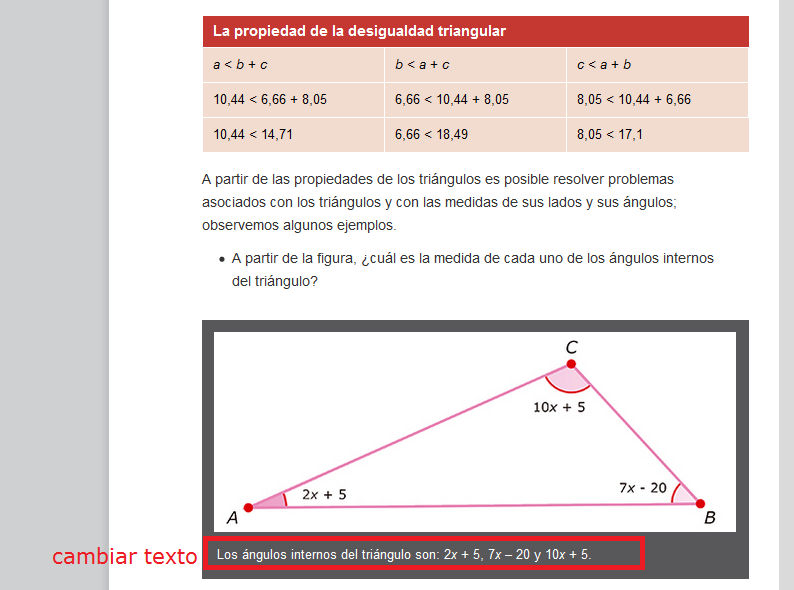 La propiedad de la desigualdad triangular
a < b + c b < a + c c < a + b
10,44 < 6,66 + 8,05 6,66 < 10,44 + 8,05 8,05 < 10,44 + 6,66
10,44 < 14,71 6,66 < 18,49 8,05 < 17,1
A partir de las propiedades de los triángulos es posible resolver problemas
asociados con los triángulos y con las medidas de sus lados y sus ángulos;
observemos algunos ejemplos.
• A partir de la figura, ¿cuál es la medida de cada uno de los ángulos internos
del triángulo?
C
10x + 5
2x + 5
7x - 20
A
B
cambiar texto
Los ángulos internos del triángulo son: 2x + 5, 7x – 20 y 10x + 5.